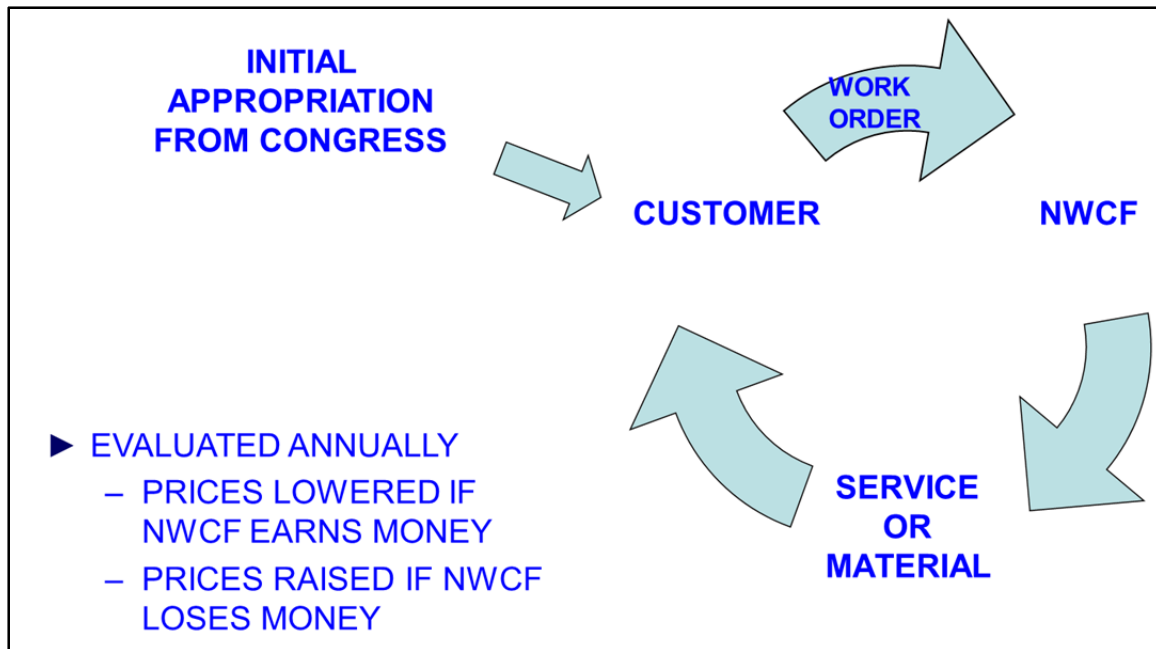 INITIAL
APPROPRIATION
FROM CONGRESS
WORK
ORDER
CUSTOMER
NWCF
SERVICE
OR
MATERIAL
► EVALUATED ANNUALLY
– PRICES LOWERED IF
NWCF EARNS MONEY
– PRICES RAISED IF NWCF
LOSES MONEY